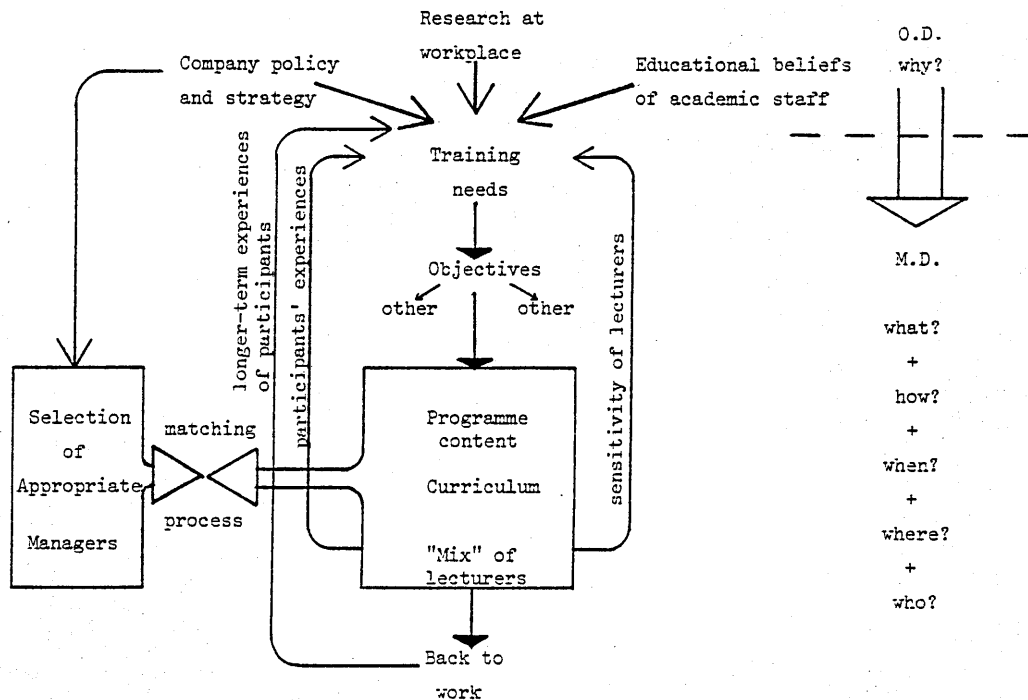 Research at
workplace
Company policy
and strategy
Educational beliefs
of academic staff
O.D.
why?
Training
needs
longer-term experiences
of participants
participants' experiences
sensitivity of lecturers
Objectives
other
other
M.D.
what?
+
how?
+
when?
+
where?
+
who?
Selection
of
Appropriate
Managers
matching
process
Programme
content
Curriculum
"Mix" of
lecturers
Back to
work